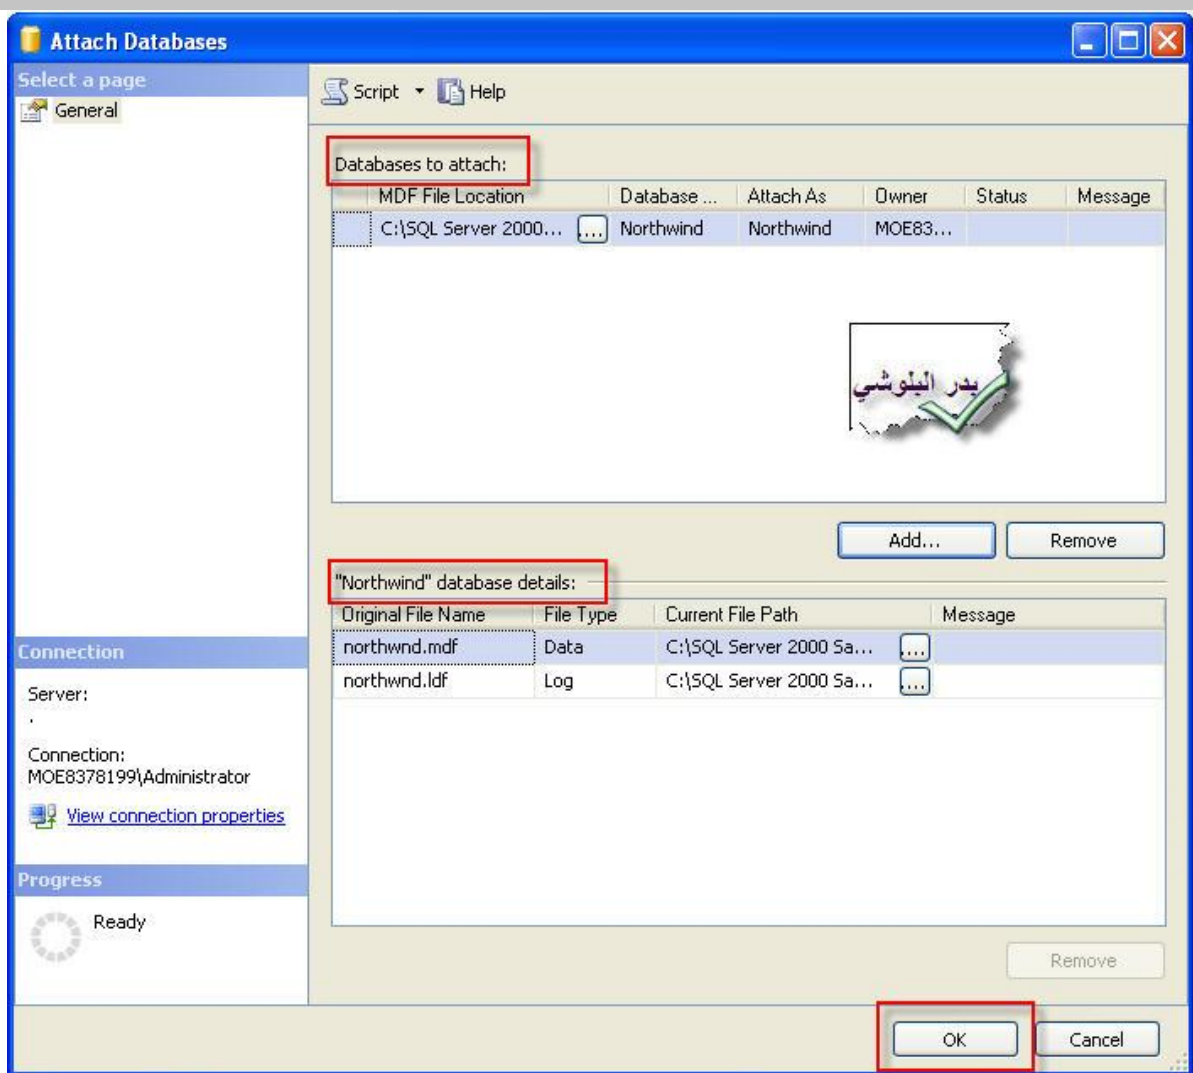 Attach Databases
Select a page
General
Script Help
Databases to attach:
MDF File Location Database ... Attach As Owner Status Message
C:\SQL Server 2000... .... Northwind Northwind MOE83...
بدر البلوشي
Add... Remove
"Northwind" database details:
Original File Name File Type Current File Path Message
northwnd.mdf Data C:\SQL Server 2000 Sa... ....
northwnd.ldf Log C:\SQL Server 2000 Sa... ....
Remove
Connection
Server:
.
Connection:
MOE8378199\Administrator
View connection properties
Progress
Ready
OK Cancel